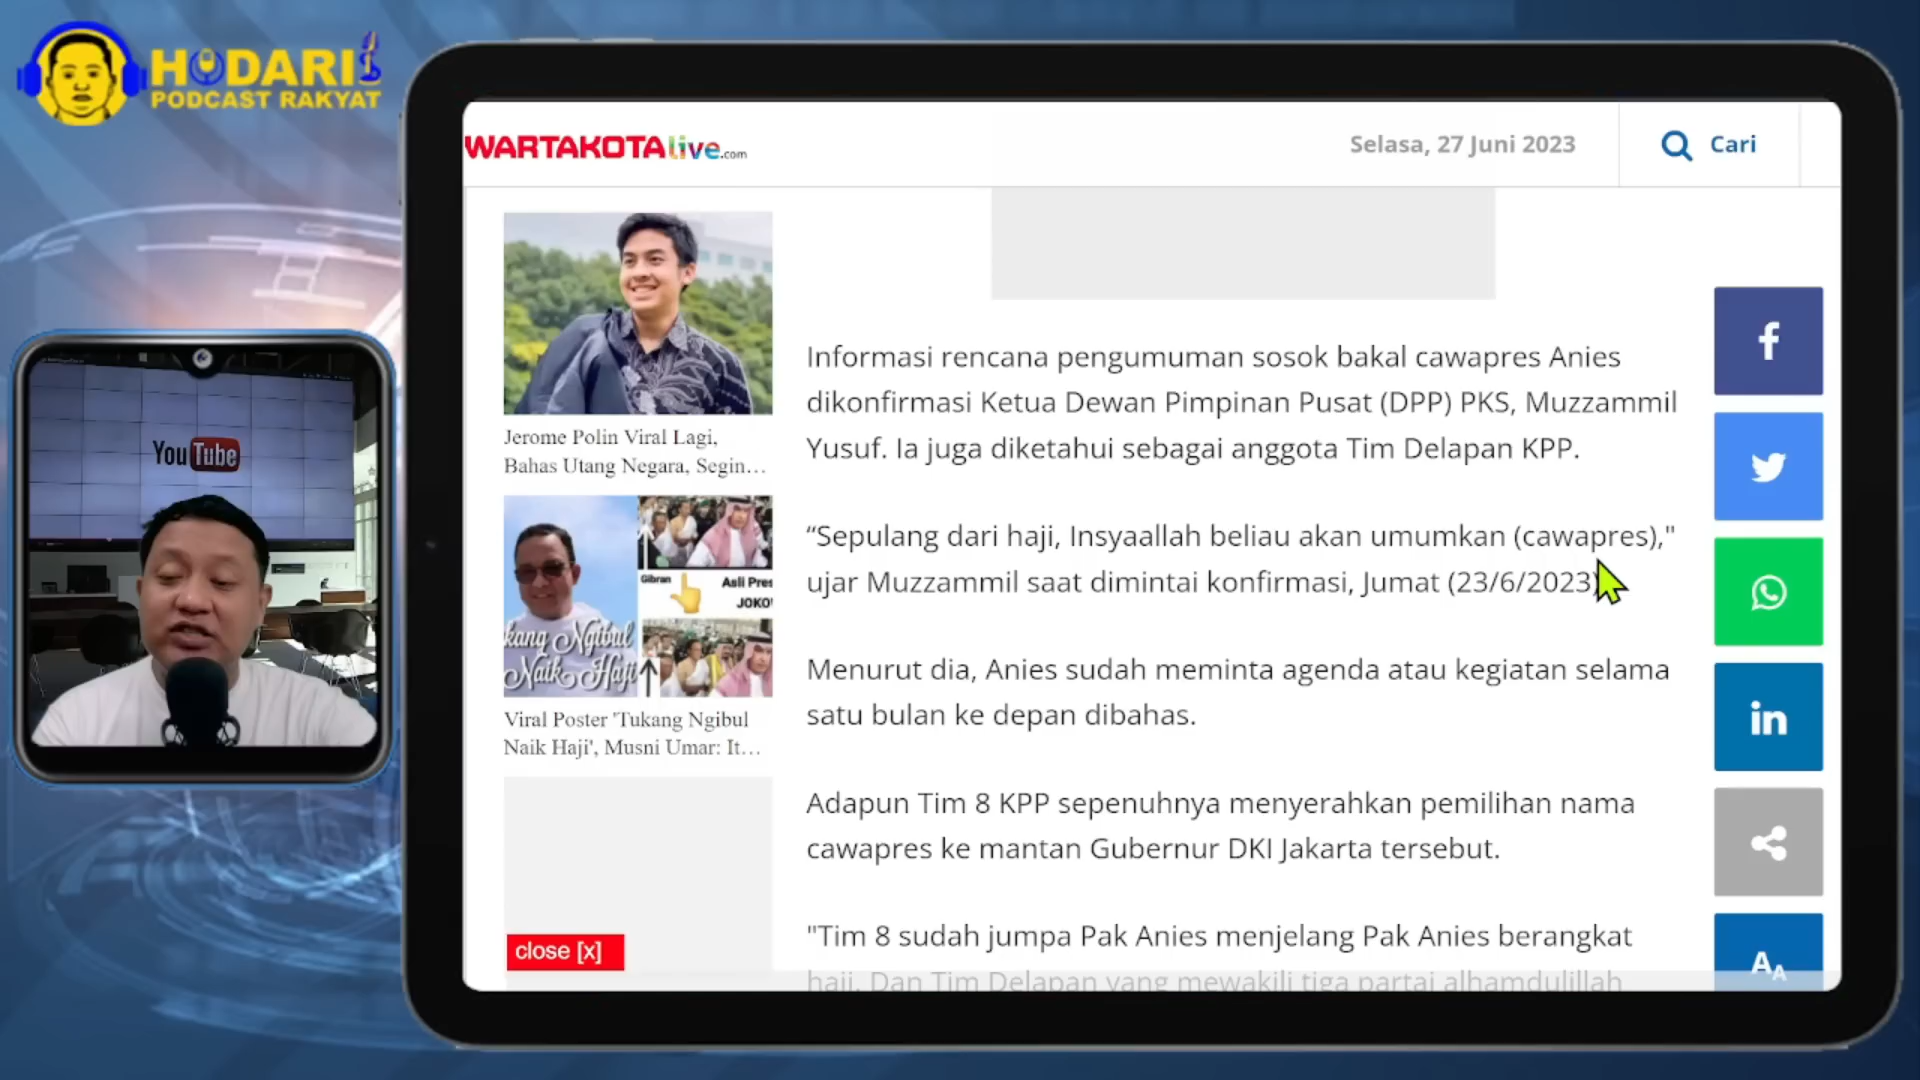 HODARI
PODCAST RAKYAT
YouTube
WARTAKOTAlive.com
Selasa, 27 Juni 2023
Cari
Jerome Polin Viral Lagi,
Bahas Utang Negara, Segin...
Gibran
Asli Pres
JOKO
kang Ngibul
Naik Haji
Viral Poster 'Tukang Ngibul
Naik Haji', Musni Umar: It...
close [x]
Informasi rencana pengumuman sosok bakal cawapres Anies
dikonfirmasi Ketua Dewan Pimpinan Pusat (DPP) PKS, Muzzammil
Yusuf. Ia juga diketahui sebagai anggota Tim Delapan KPP.
“Sepulang dari haji, Insyaallah beliau akan umumkan (cawapres),"
ujar Muzzammil saat dimintai konfirmasi, Jumat (23/6/2023)
Menurut dia, Anies sudah meminta agenda atau kegiatan selama
satu bulan ke depan dibahas.
Adapun Tim 8 KPP sepenuhnya menyerahkan pemilihan nama
cawapres ke mantan Gubernur DKI Jakarta tersebut.
"Tim 8 sudah jumpa Pak Anies menjelang Pak Anies berangkat
haji. Dan Tim Delapan yang mewakili tiga partai alhamdulillah
f
in
AA